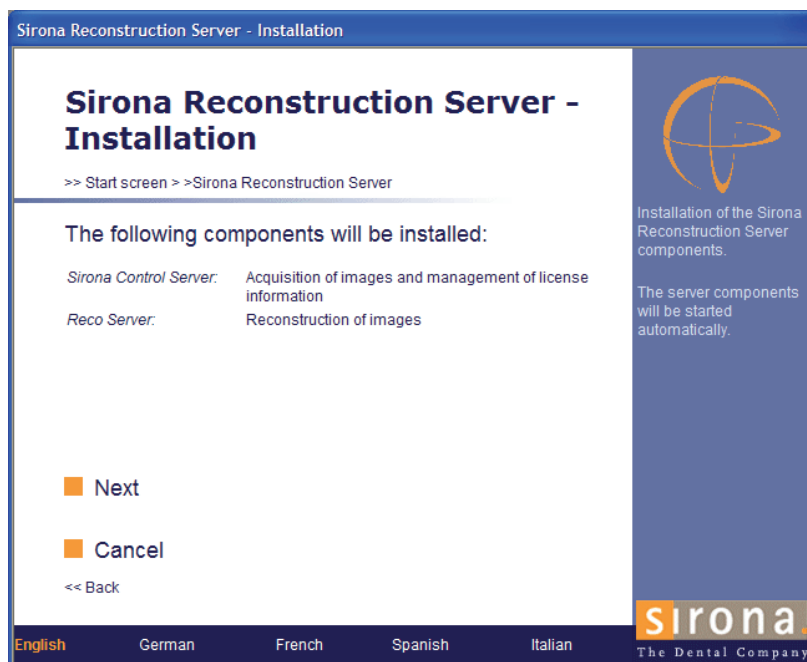 Sirona Reconstruction Server - Installation
Sirona Reconstruction Server -
Installation
>> Start screen > >Sirona Reconstruction Server
The following components will be installed:
Sirona Control Server: Acquisition of images and management of license
information
Reco Server: Reconstruction of images
Next
Cancel
<< Back
Installation of the Sirona
Reconstruction Server
components.
The server components
will be started
automatically.
sirona.
The Dental Company
English German French Spanish Italian